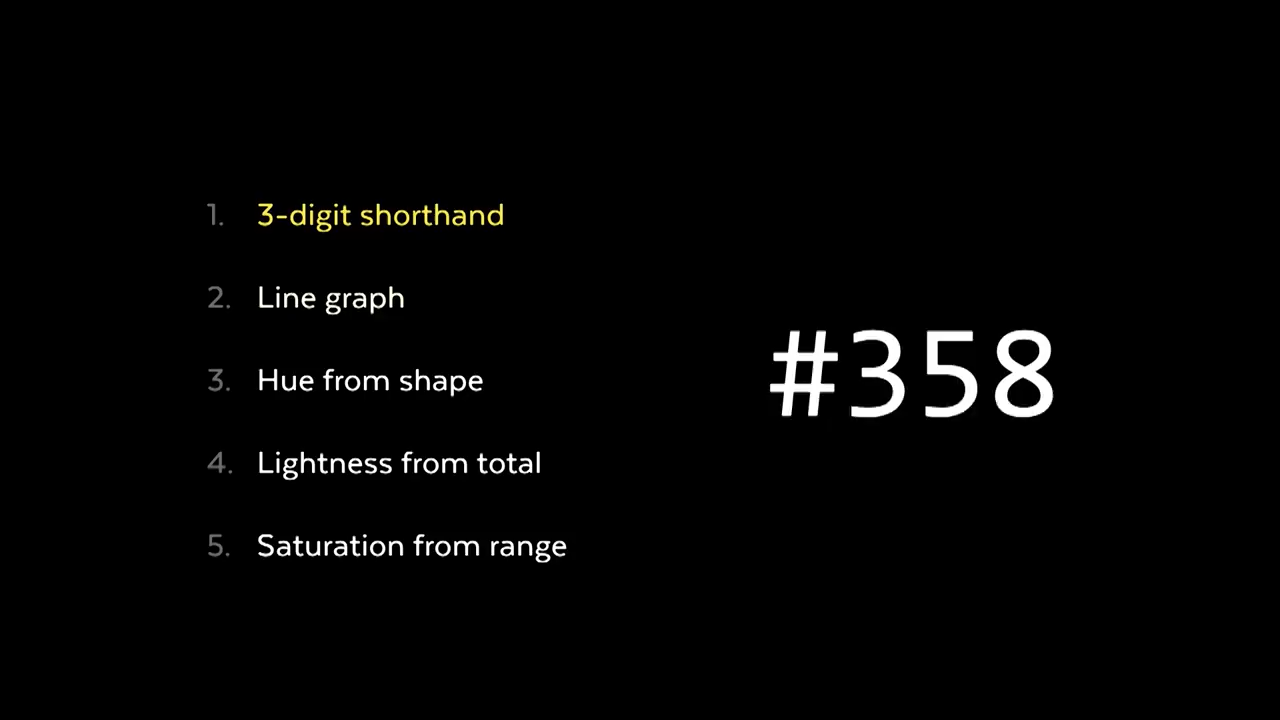 1. 3-digit shorthand
2. Line graph
3. Hue from shape
4. Lightness from total
5. Saturation from range
#358